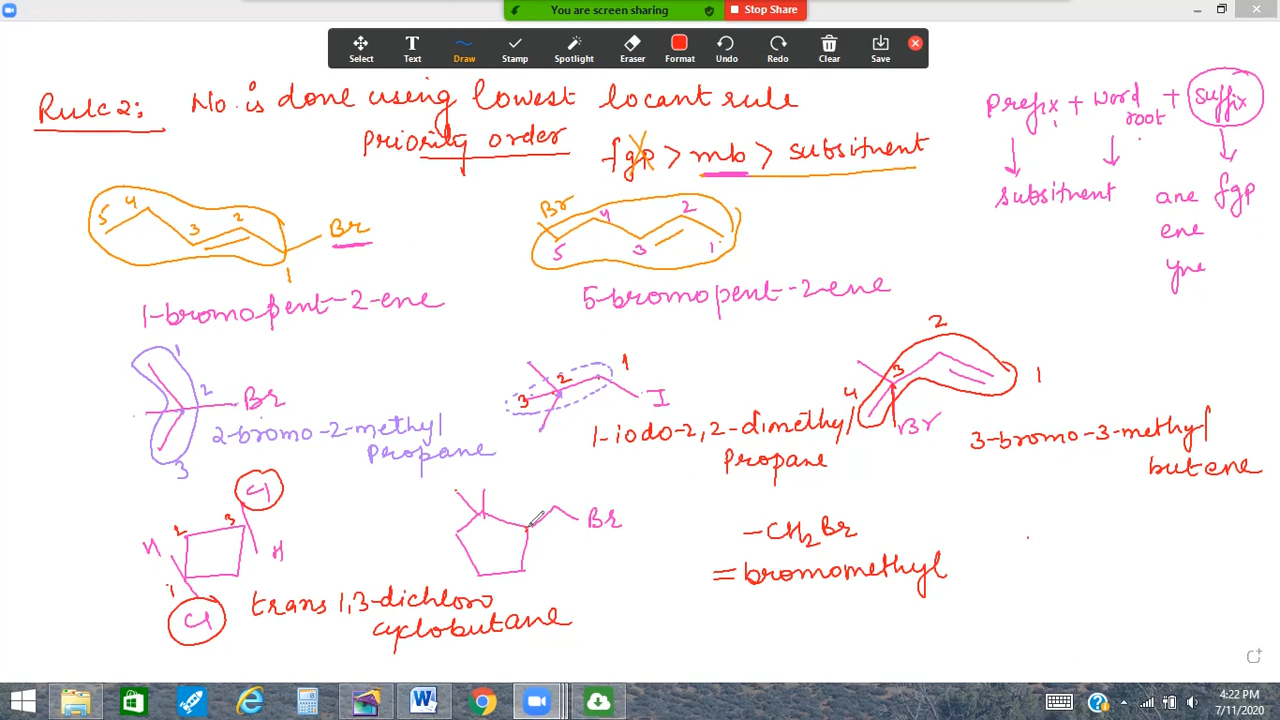 You are screen sharing
Stop Share
Select Text Draw Stamp Spotlight Eraser Format Undo Redo Clear Save
Rule 2: No. is done using lowest locant rule
priority order
fgp > mb > subsituent
Prefix + word root + suffix
subsituent
ane fgp
ene
yne
5 4 3 2 1 Br
Br 5 4 3 2 1
1-bromopent-2-ene
5-bromopent-2-ene
1 2 3 Br
2-bromo-2-methyl
propane
3 2 1 I
1-iodo-2,2-dimethyl
propane
4 3 2 1
Br
3-bromo-3-methyl
butene
Cl
2 3
H H
1
Cl
trans 1,3-dichloro
cyclobutane
Br
-CH2Br
= bromomethyl
4:22 PM
7/11/2020